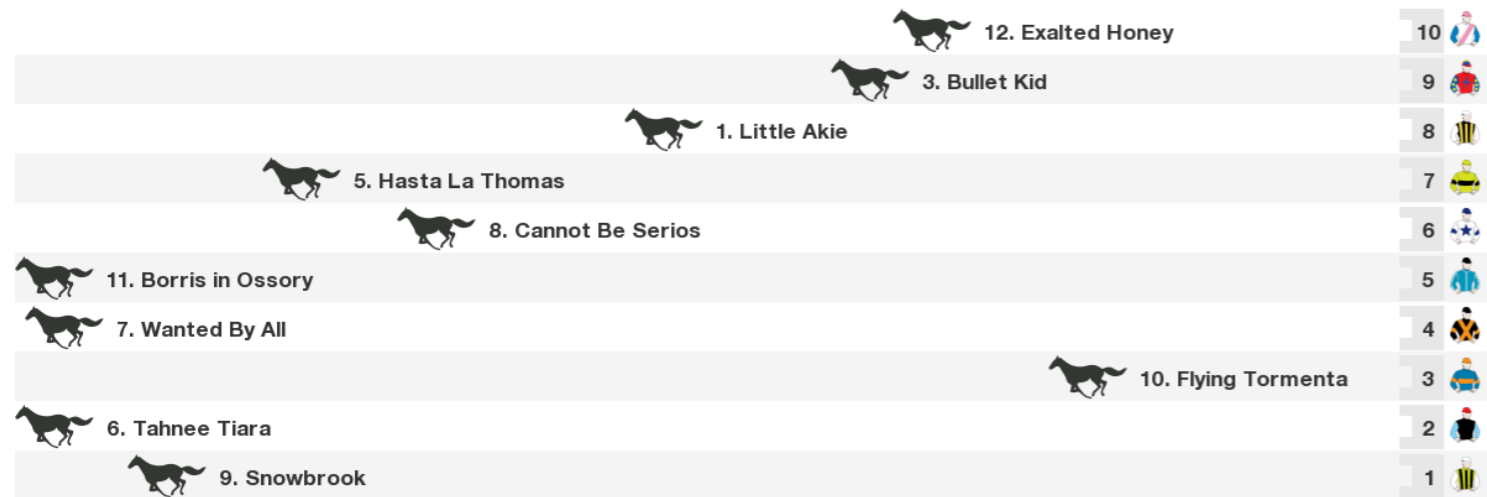 12. Exalted Honey 10
3. Bullet Kid 9
1. Little Akie 8
5. Hasta La Thomas 7
8. Cannot Be Serios 6
11. Borris in Ossory 5
7. Wanted By All 4
10. Flying Tormenta 3
6. Tahnee Tiara 2
9. Snowbrook 1